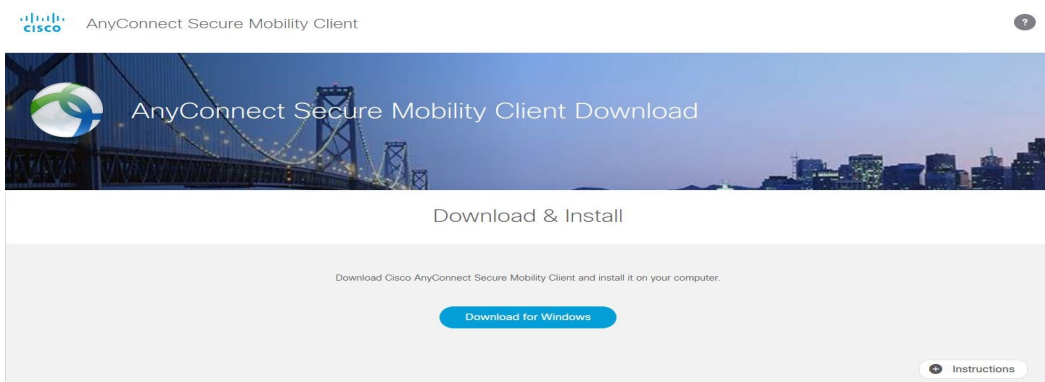 CISCO
AnyConnect Secure Mobility Client
?
AnyConnect Secure Mobility Client Download
Download & Install
Download Cisco AnyConnect Secure Mobility Client and install it on your computer.
Download for Windows
Instructions